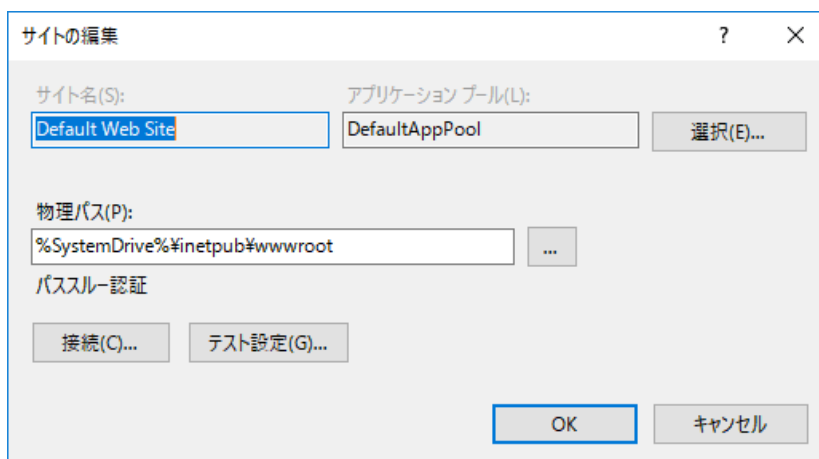 サイトの編集
?
サイト名(S):
アプリケーション プール(L):
Default Web Site
DefaultAppPool
選択(E)...
物理パス(P):
%SystemDrive%¥inetpub¥wwwroot
...
パススルー認証
接続(C)...
テスト設定(G)...
OK
キャンセル